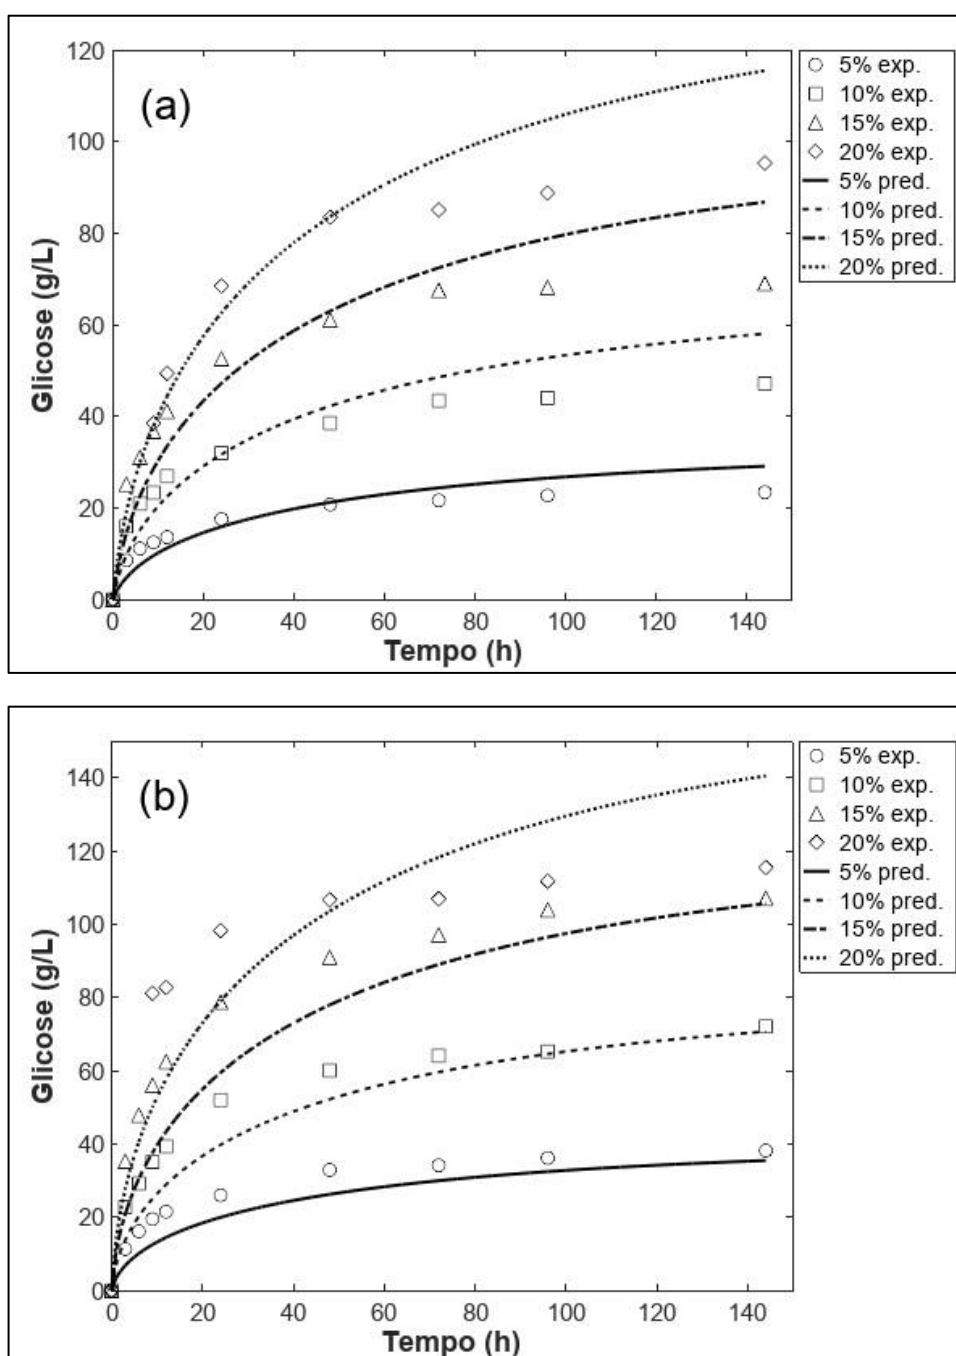 (a)
Glicose (g/L)
120
100
80
60
40
20
0
0 20 40 60 80 100 120 140
Tempo (h)
5% exp.
10% exp.
15% exp.
20% exp.
5% pred.
10% pred.
15% pred.
20% pred.
(b)
Glicose (g/L)
140
120
100
80
60
40
20
0
0 20 40 60 80 100 120 140
Tempo (h)
5% exp.
10% exp.
15% exp.
20% exp.
5% pred.
10% pred.
15% pred.
20% pred.